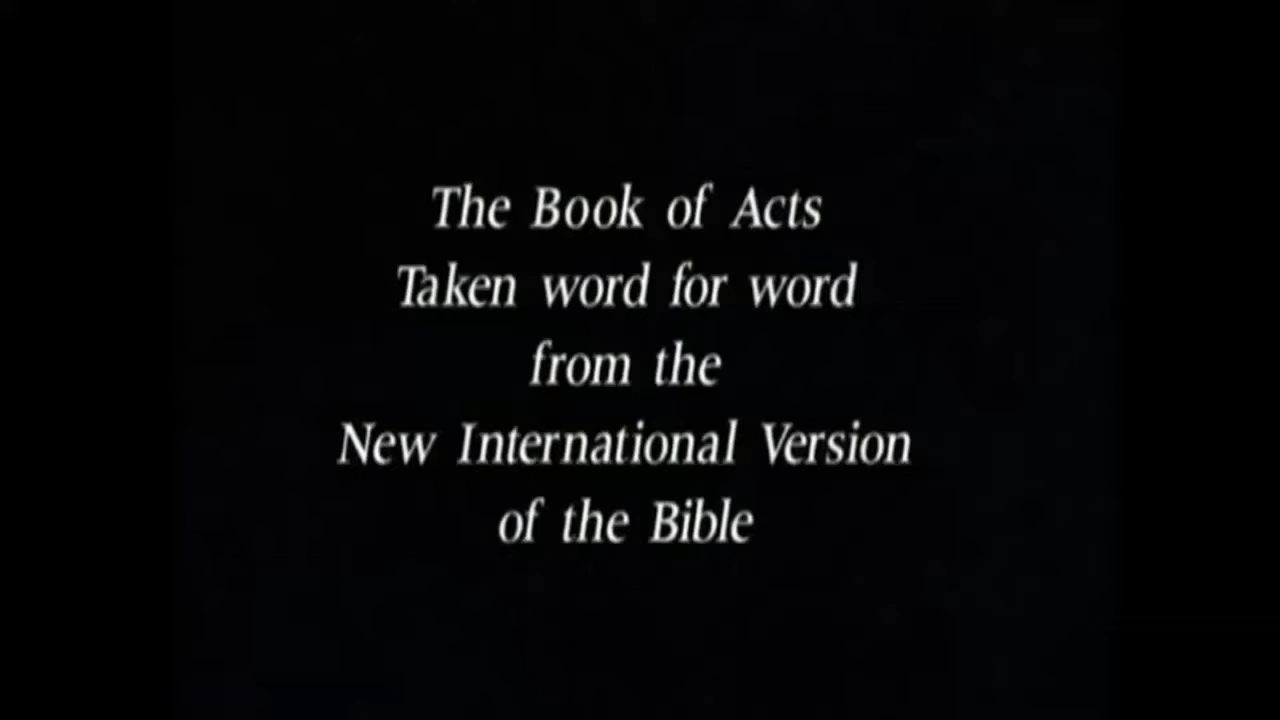 The Book of Acts
Taken word for word
from the
New International Version
of the Bible